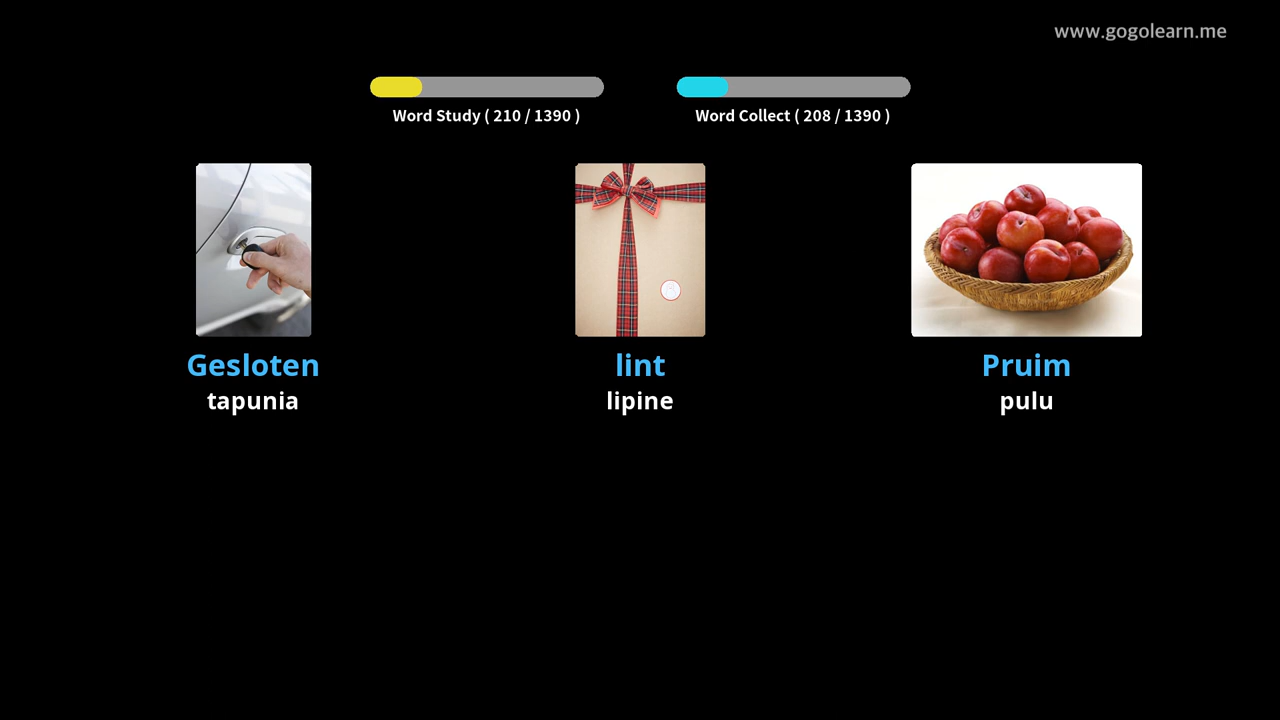 www.gogolearn.me
Word Study ( 210 / 1390 )
Word Collect ( 208 / 1390 )
Gesloten
tapunia
lint
lipine
Pruim
pulu